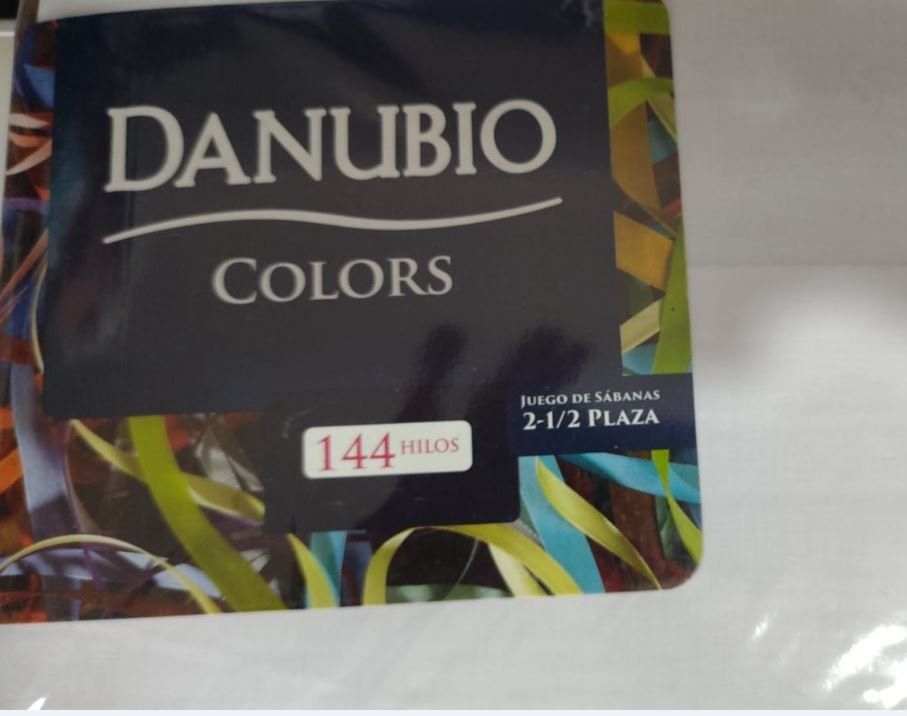 DANUBIO
COLORS
JUEGO DE SÁBANAS
2-1/2 PLAZA
144 HILOS